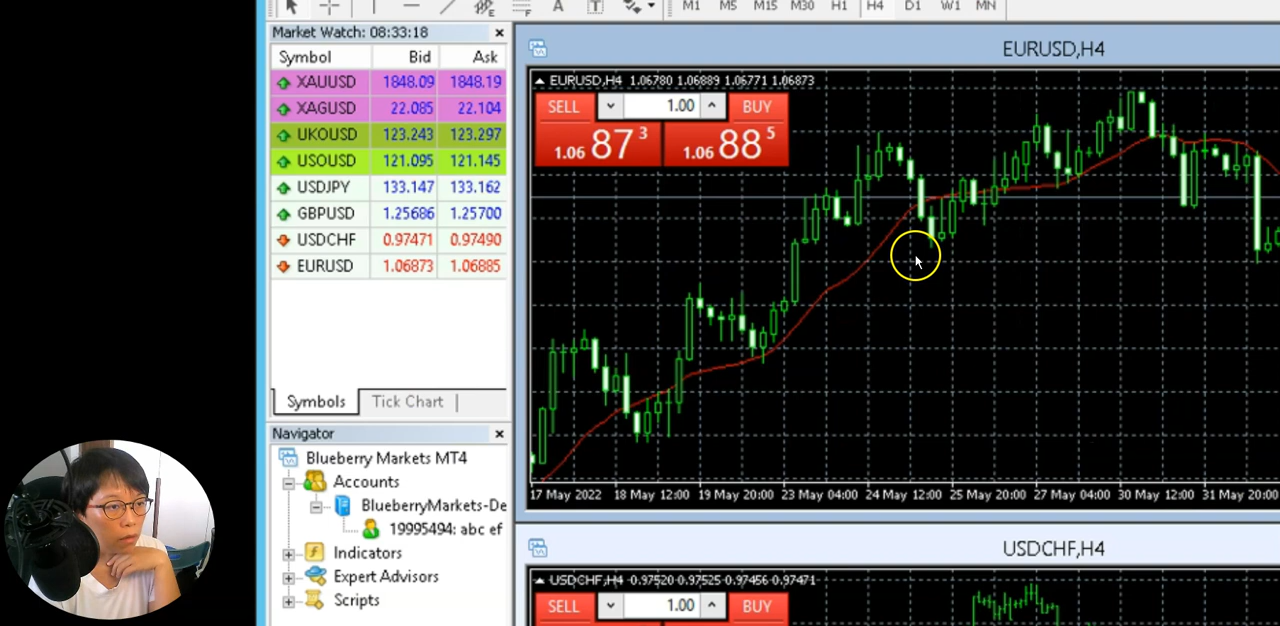 A T M1 M5 M15 M30 H1 H4 D1 W1 MN
Market Watch: 08:33:18
Symbol Bid Ask
XAUUSD 1848.09 1848.19
XAGUSD 22.085 22.104
UKOUSD 123.243 123.297
USOUSD 121.095 121.145
USDJPY 133.147 133.162
GBPUSD 1.25686 1.25700
USDCHF 0.97471 0.97490
EURUSD 1.06873 1.06885
Symbols Tick Chart
Navigator
Blueberry Markets MT4
Accounts
BlueberryMarkets-De
19995494: abc ef
Indicators
Expert Advisors
Scripts
EURUSD,H4
EURUSD,H4 1.06780 1.06889 1.06771 1.06873
SELL 1.00 BUY
1.06 87 3 1.06 88 5
17 May 2022 18 May 12:00 19 May 20:00 23 May 04:00 24 May 12:00 25 May 20:00 27 May 04:00 30 May 12:00 31 May 20:00
USDCHF,H4
USDCHF,H4 0.97520 0.97525 0.97456 0.97471
SELL 1.00 BUY